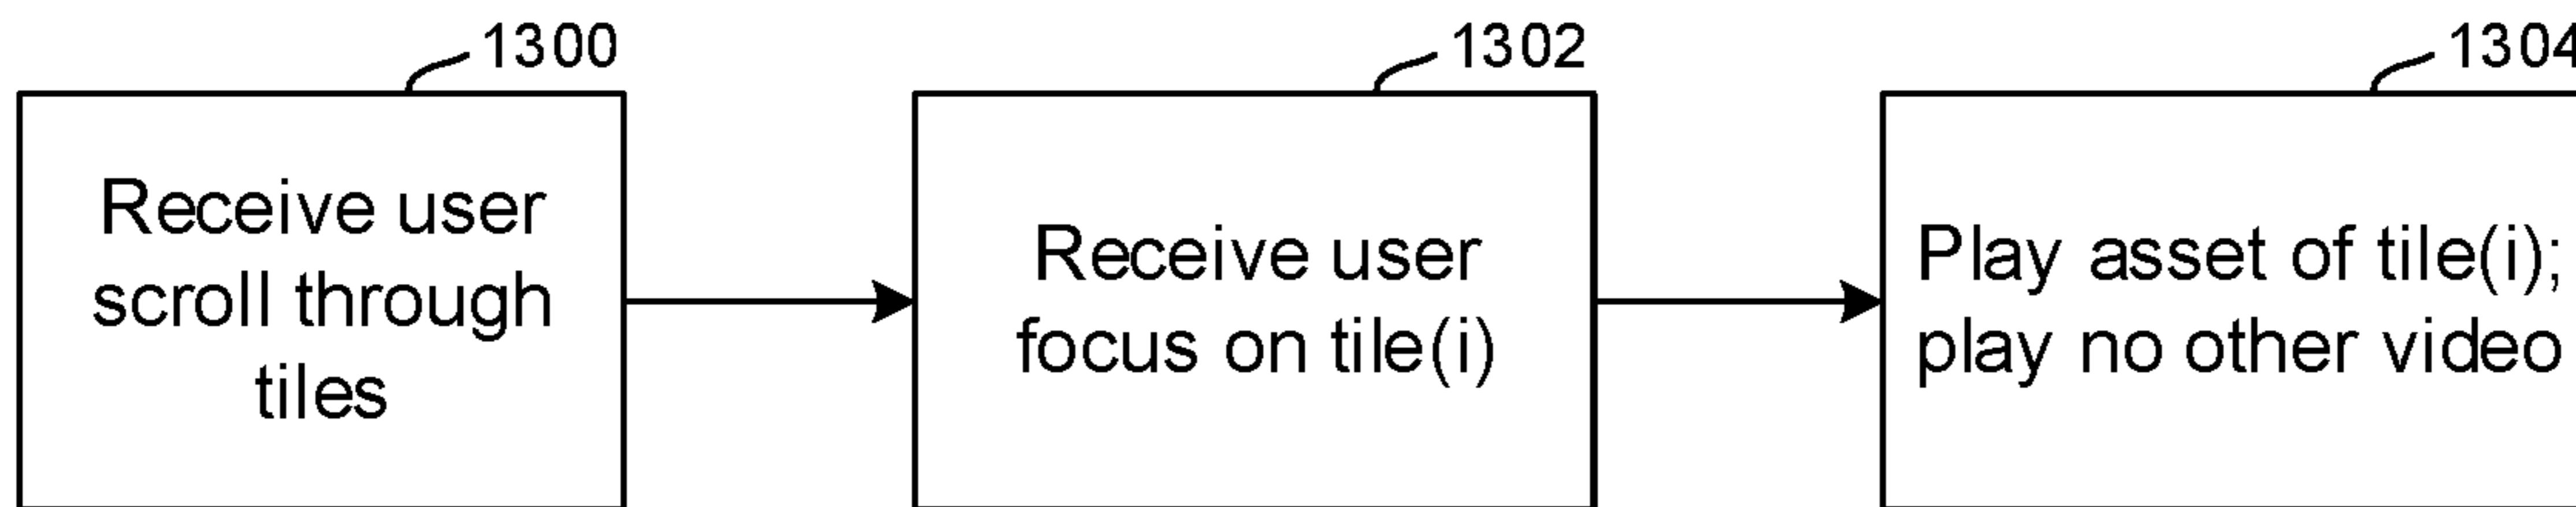 1300
1302
1304
Receive user
scroll through
tiles
Receive user
focus on tile(i)
Play asset of tile(i);
play no other video